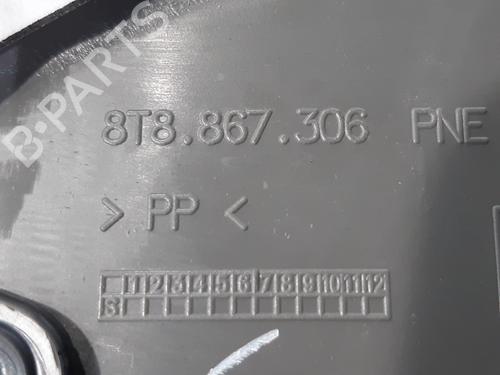 B-PARTS
8T8.867.306 PNE
> PP <
1 2 3 4 5 6 7 8 9 10 11 12
S